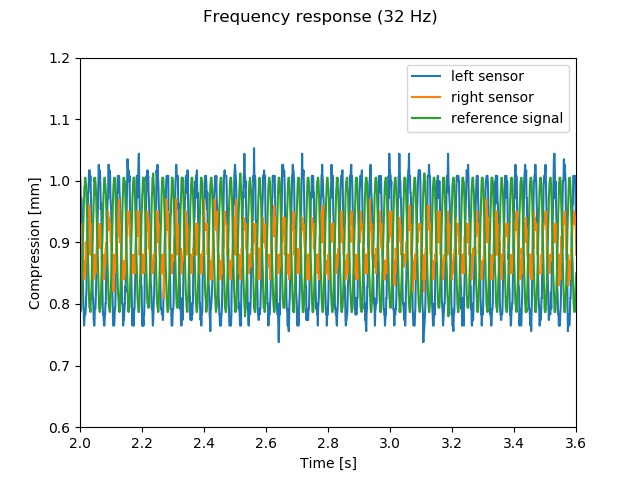 Frequency response (32 Hz)
1.2
1.1
1.0
0.9
0.8
0.7
0.6
Compression [mm]
left sensor
right sensor
reference signal
2.0 2.2 2.4 2.6 2.8 3.0 3.2 3.4 3.6
Time [s]